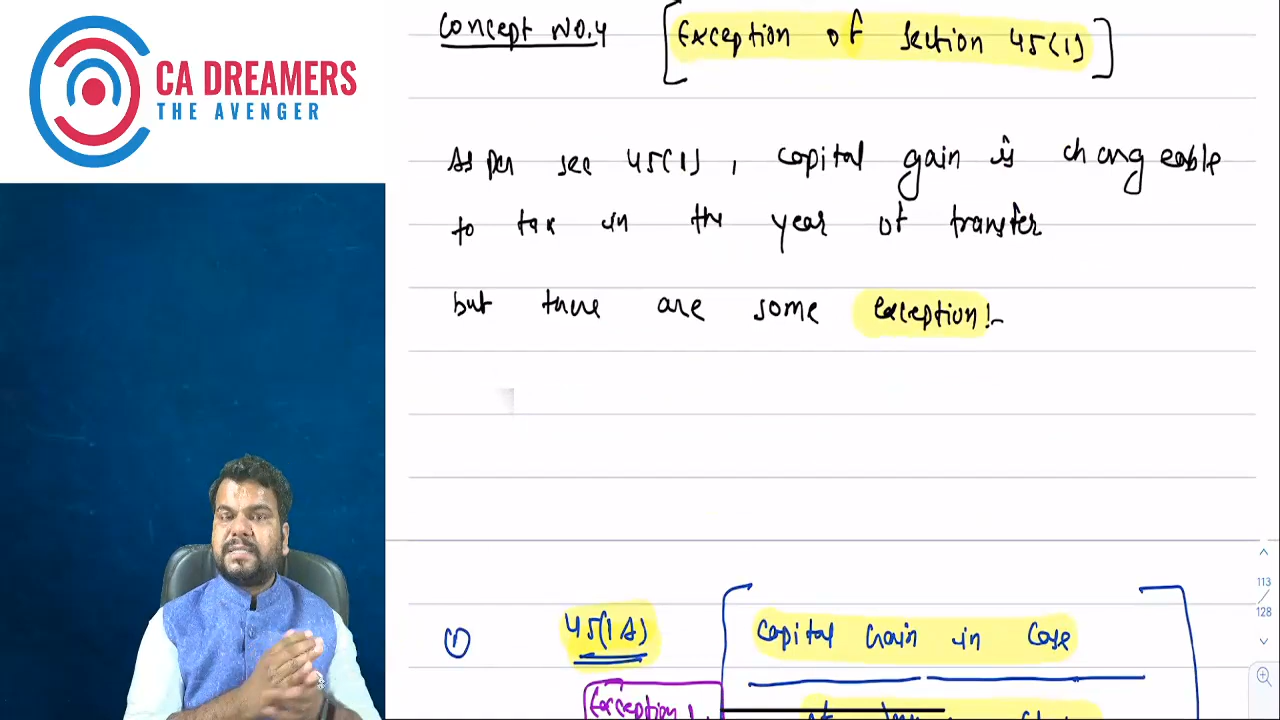 CA DREAMERS
THE AVENGER
Concept No.4 [Exception of section 45(1)]
As per sec 45(1), capital gain is chargeable
to tax in the year of transfer
but there are some exception:-
113
128
① 45(1A) [Capital Gain in Case
Exception!